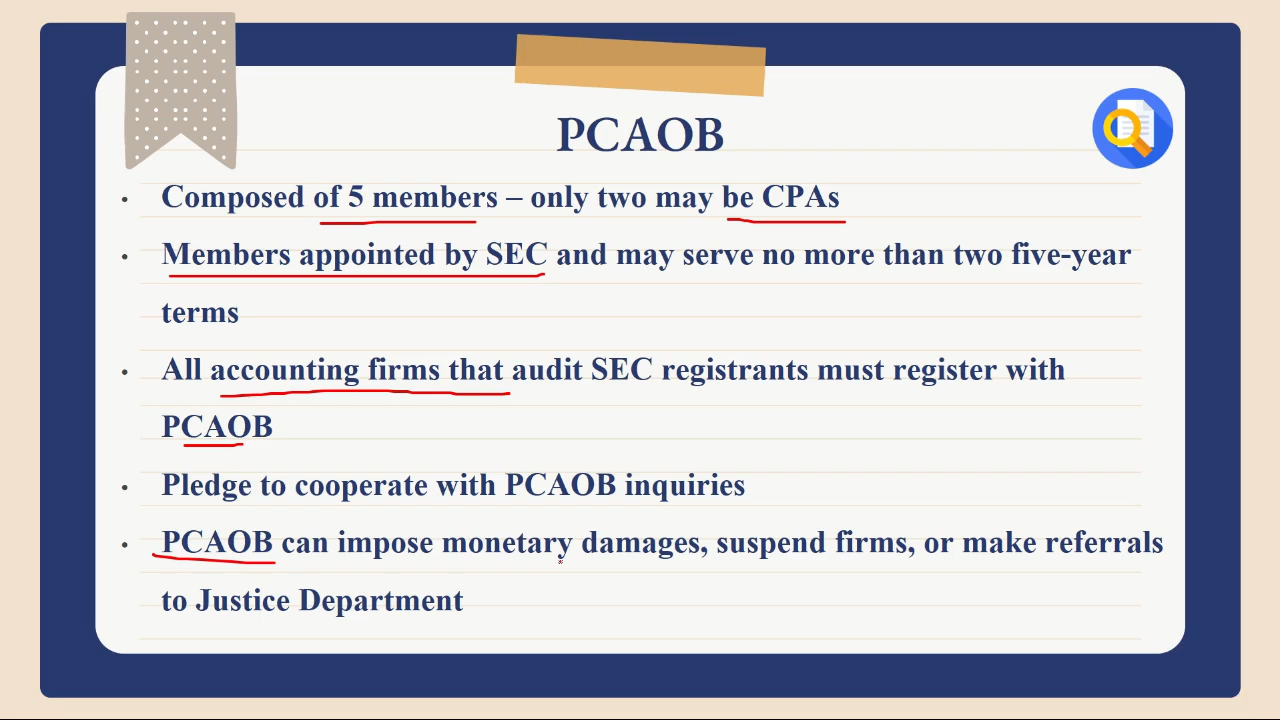 PCAOB
• Composed of 5 members – only two may be CPAs
• Members appointed by SEC and may serve no more than two five-year
terms
• All accounting firms that audit SEC registrants must register with
PCAOB
• Pledge to cooperate with PCAOB inquiries
• PCAOB can impose monetary damages, suspend firms, or make referrals
to Justice Department